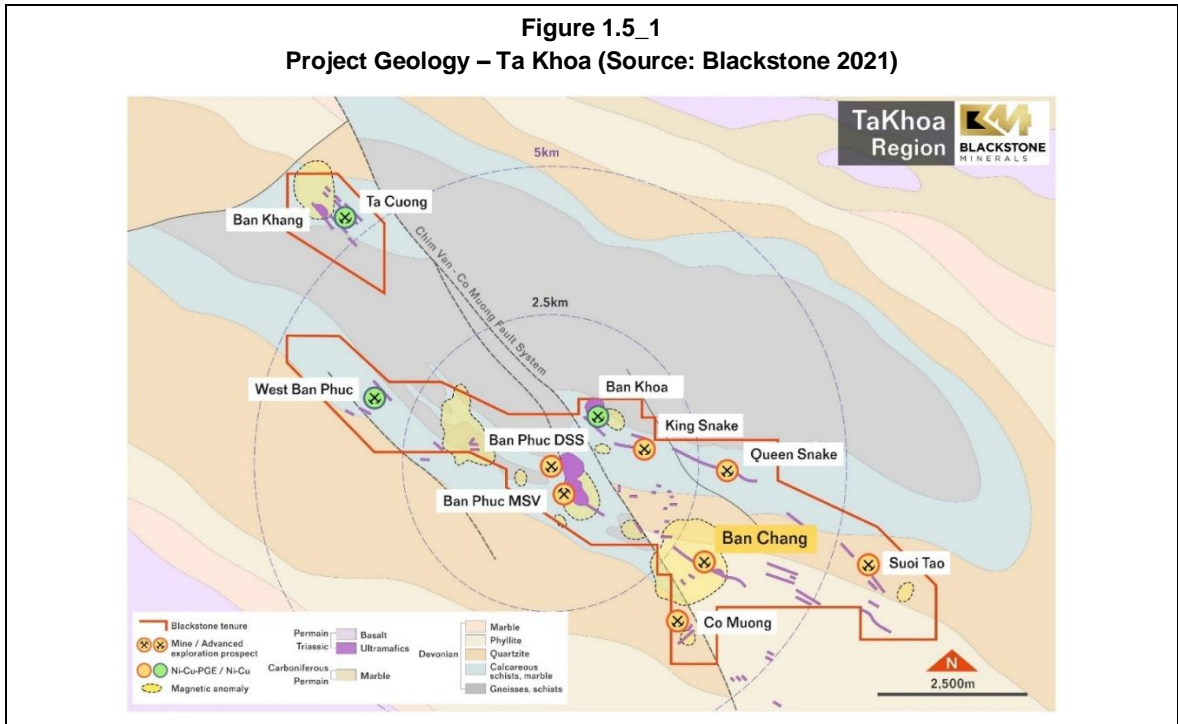 Figure 1.5_1
Project Geology – Ta Khoa (Source: Blackstone 2021)
TaKhoa
Region
BLACKSTONE
MINERALS
5km
Ta Cuong
Ban Khang
Chim Van - Co Muong Fault System
2.5km
Ban Khoa
West Ban Phuc
King Snake
Ban Phuc DSS
Queen Snake
Ban Phuc MSV
Ban Chang
Suoi Tao
Co Muong
Blackstone tenure
Mine / Advanced
exploration prospect
Ni-Cu-PGE / Ni-Cu
Magnetic anomaly
Permain
Triassic
Basalt
Ultramafics
Carboniferous
Permain
Marble
Devonian
Marble
Phyllite
Quartzite
Calcareous
schists, marble
Gneisses, schists
N
2,500m